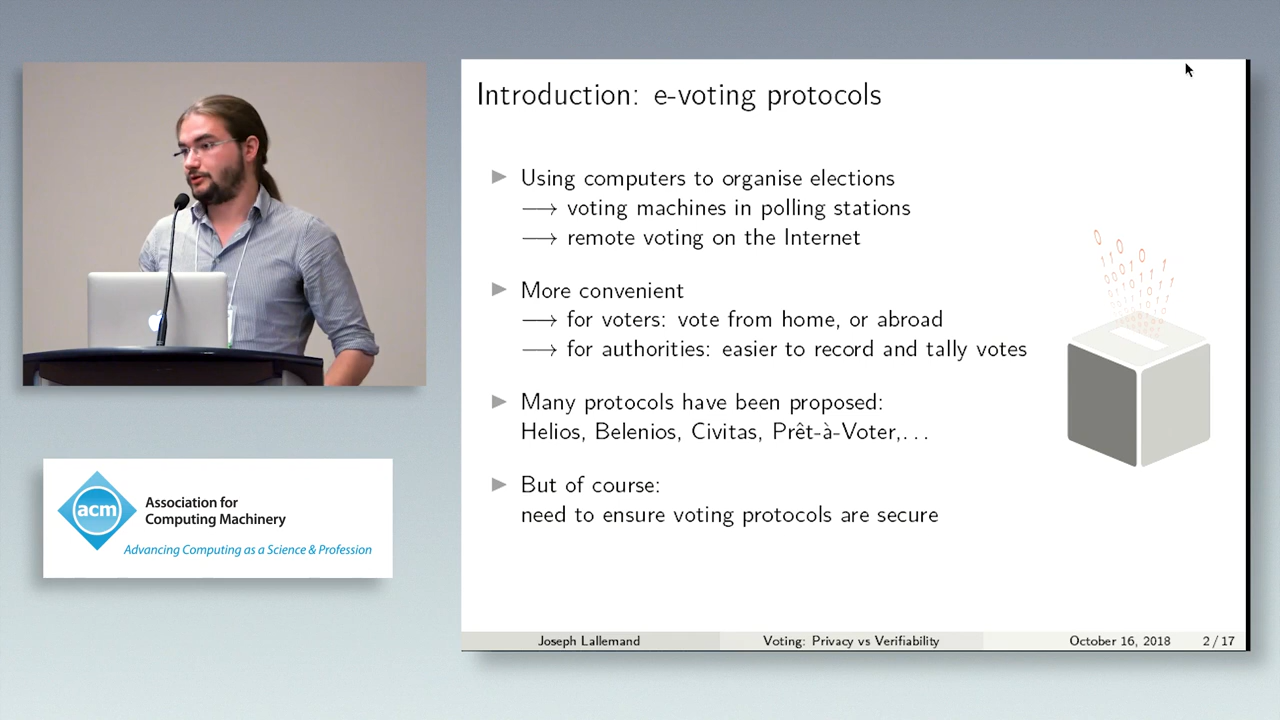 Introduction: e-voting protocols
Using computers to organise elections
⟶ voting machines in polling stations
⟶ remote voting on the Internet
More convenient
⟶ for voters: vote from home, or abroad
⟶ for authorities: easier to record and tally votes
Many protocols have been proposed:
Helios, Belenios, Civitas, Prêt-à-Voter,...
But of course:
need to ensure voting protocols are secure
Joseph Lallemand Voting: Privacy vs Verifiability October 16, 2018 2 / 17
acm
Association for
Computing Machinery
Advancing Computing as a Science & Profession